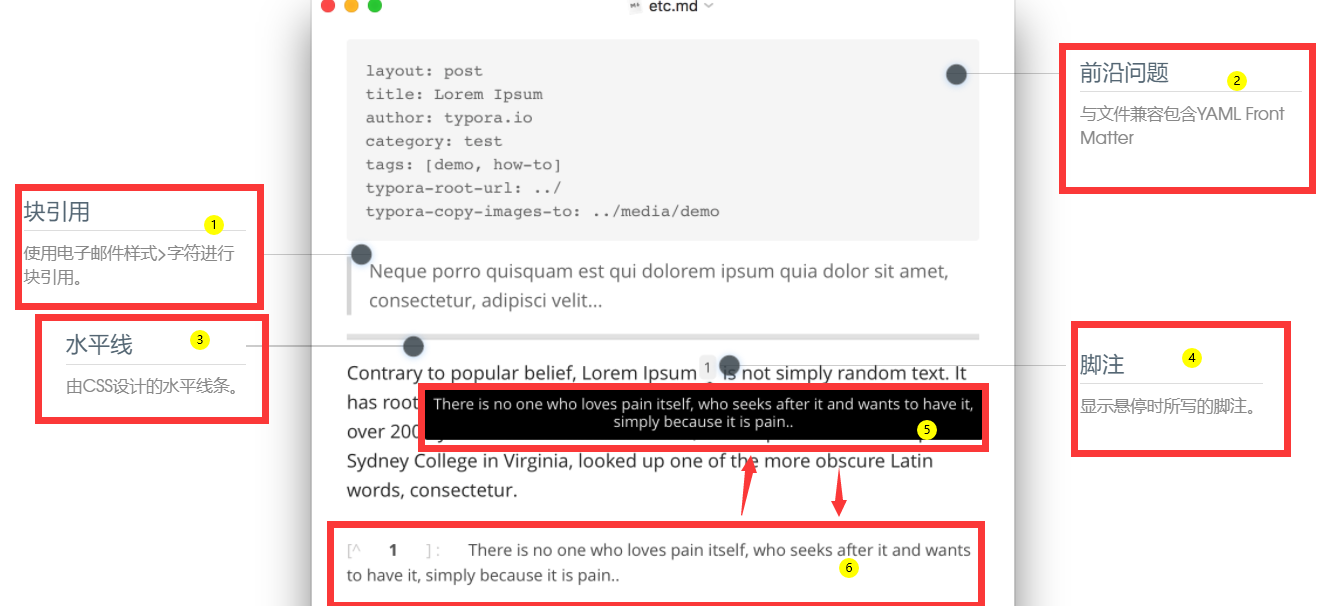 etc.md
layout: post
title: Lorem Ipsum
author: typora.io
category: test
tags: [demo, how-to]
typora-root-url: ../
typora-copy-images-to: ../media/demo
前沿问题
2
与文件兼容包含YAML Front
Matter
块引用
1
使用电子邮件样式>字符进行
块引用。
Neque porro quisquam est qui dolorem ipsum quia dolor sit amet,
consectetur, adipisci velit...
水平线
3
由CSS设计的水平线条。
脚注
4
显示悬停时所写的脚注。
Contrary to popular belief, Lorem Ipsum 1 is not simply random text. It
has root
There is no one who loves pain itself, who seeks after it and wants to have it,
simply because it is pain..
5
over 200
Sydney College in Virginia, looked up one of the more obscure Latin
words, consectetur.
[^ 1 ]: There is no one who loves pain itself, who seeks after it and wants
to have it, simply because it is pain..
6